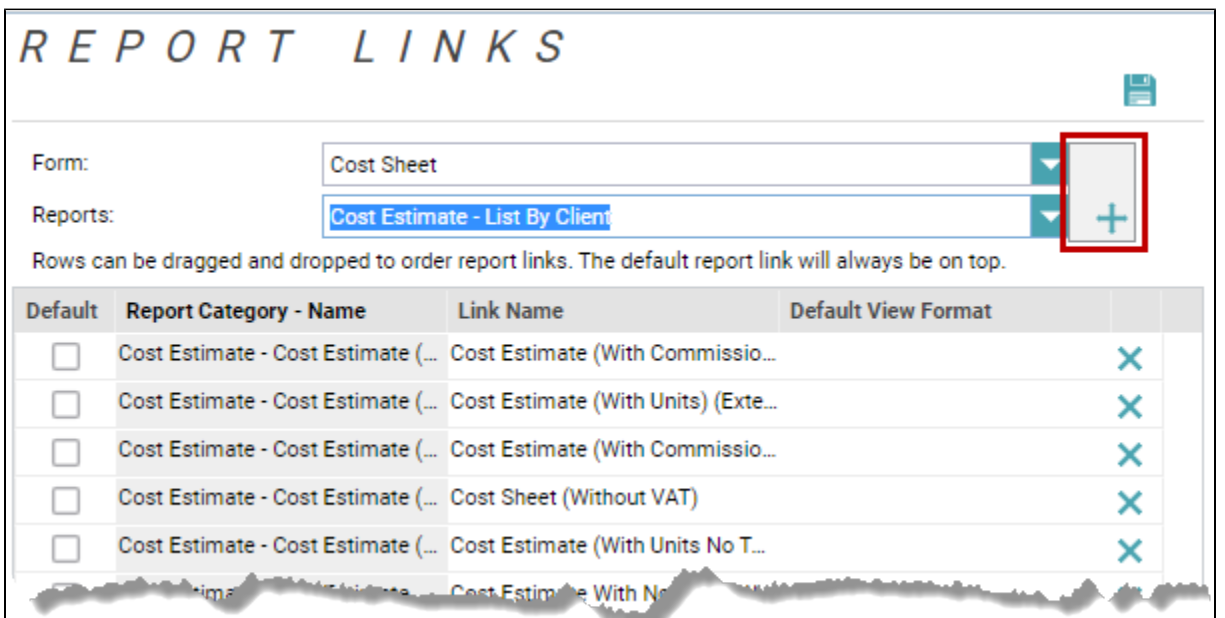 REPORT LINKS
Form: Cost Sheet
Reports: Cost Estimate - List By Client
Rows can be dragged and dropped to order report links. The default report link will always be on top.
Default Report Category - Name Link Name Default View Format
Cost Estimate - Cost Estimate (... Cost Estimate (With Commissio...
Cost Estimate - Cost Estimate (... Cost Estimate (With Units) (Exte...
Cost Estimate - Cost Estimate (... Cost Estimate (With Commissio...
Cost Estimate - Cost Estimate (... Cost Sheet (Without VAT)
Cost Estimate - Cost Estimate (... Cost Estimate (With Units No T...
Cost With